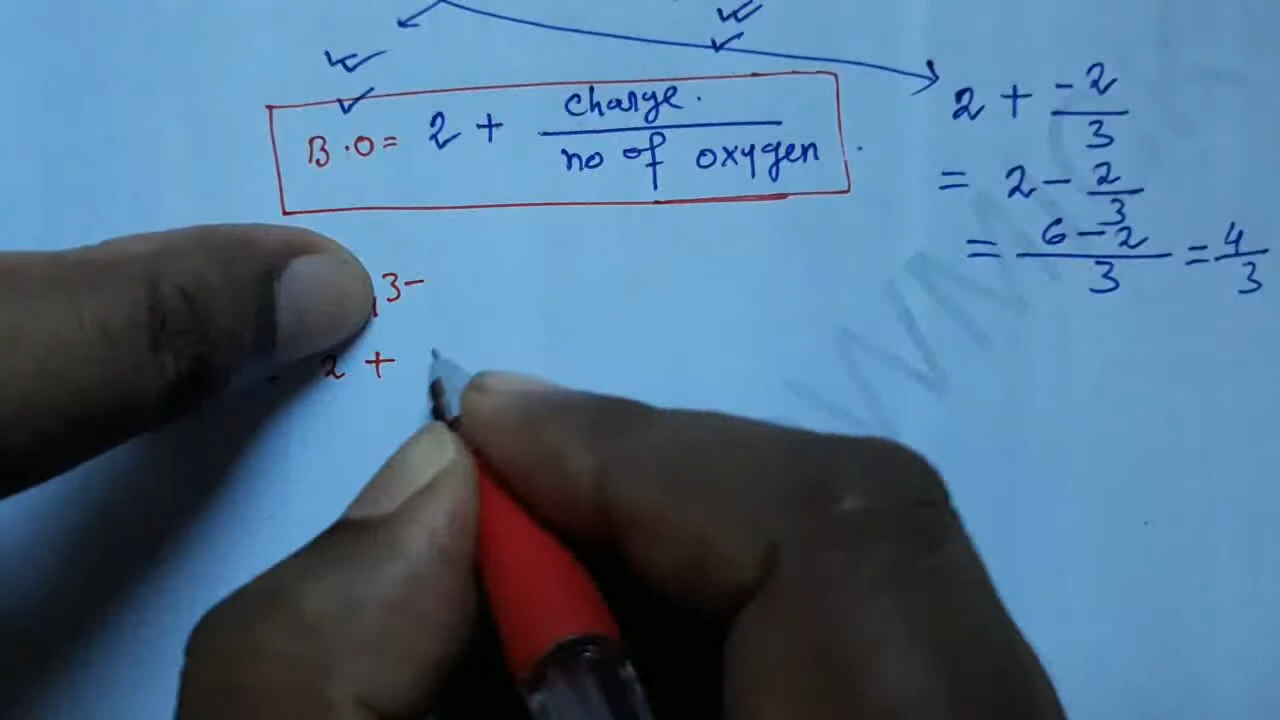 B.O = 2 + charge. / no of oxygen .
2 + -2/3
= 2 - 2/3
= 6-2/3 = 4/3
3-
2 +